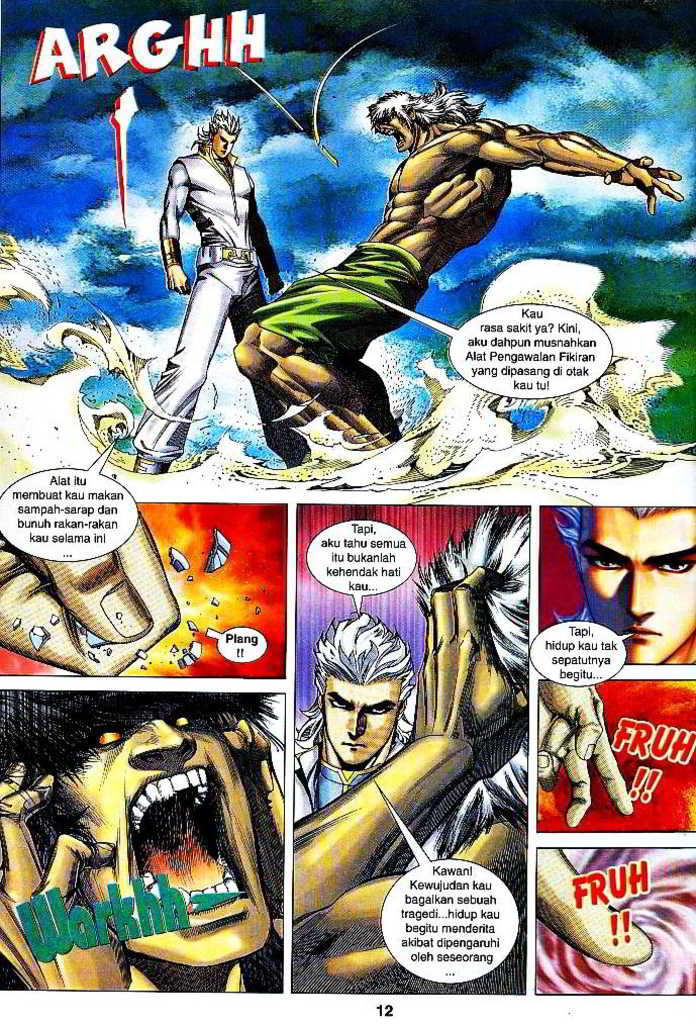 ARGHH
!
Kau
rasa sakit ya? Kini,
aku dahpun musnahkan
Alat Pengawalan Fikiran
yang dipasang di otak
kau tu!
Alat itu
membuat kau makan
sampah-sarap dan
bunuh rakan-rakan
kau selama ini
...
Plang
!!
Tapi,
aku tahu semua
itu bukanlah
kehendak hati
kau...
Tapi,
hidup kau tak
sepatutnya
begitu...
Warkhh
Kawan!
Kewujudan kau
bagaikan sebuah
tragedi...hidup kau
begitu menderita
akibat dipengaruhi
oleh seseorang
...
FRUH
!!
FRUH
!!
12